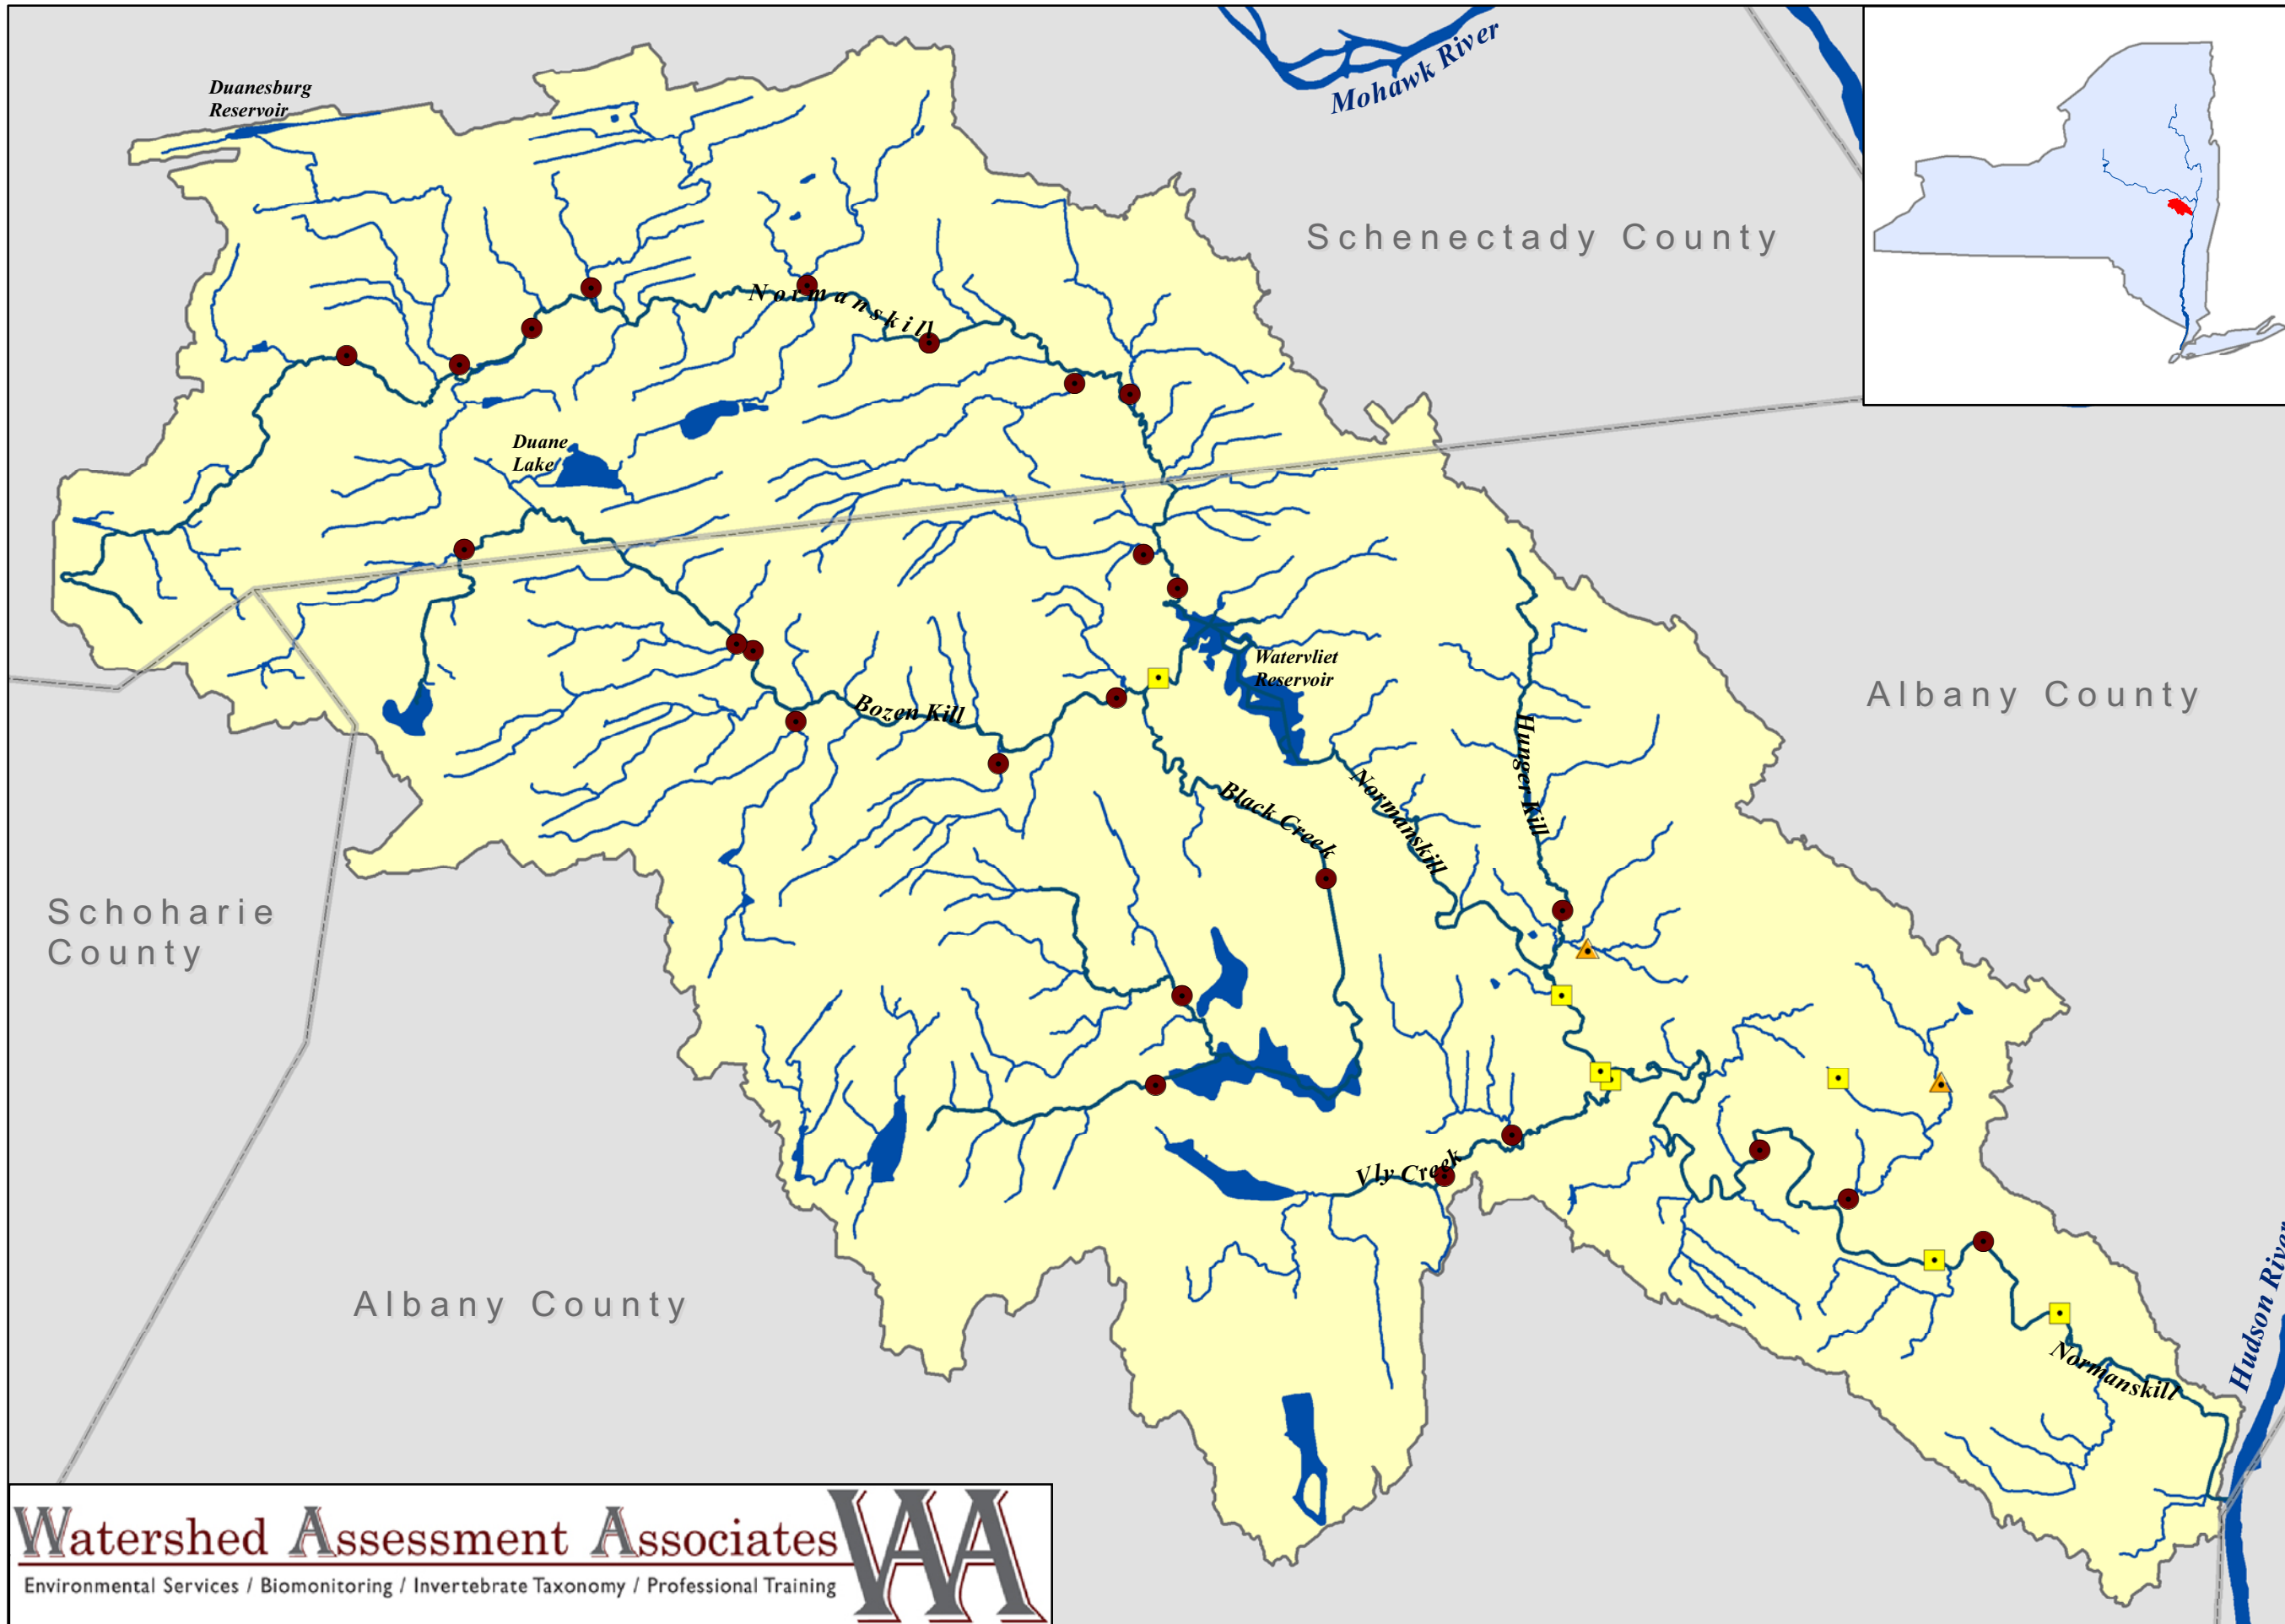 Duanesburg
Reservoir
Mohawk River
Schenectady County
Normanskill
Duane
Lake
Watervliet
Reservoir
Albany County
Bozen Kill
Hunger Kill
Black Creek
Normanskill
Schoharie
County
Vly Creek
Albany County
Hudson River
Normanskill
Watershed Assessment Associates
WAA
Environmental Services / Biomonitoring / Invertebrate Taxonomy / Professional Training